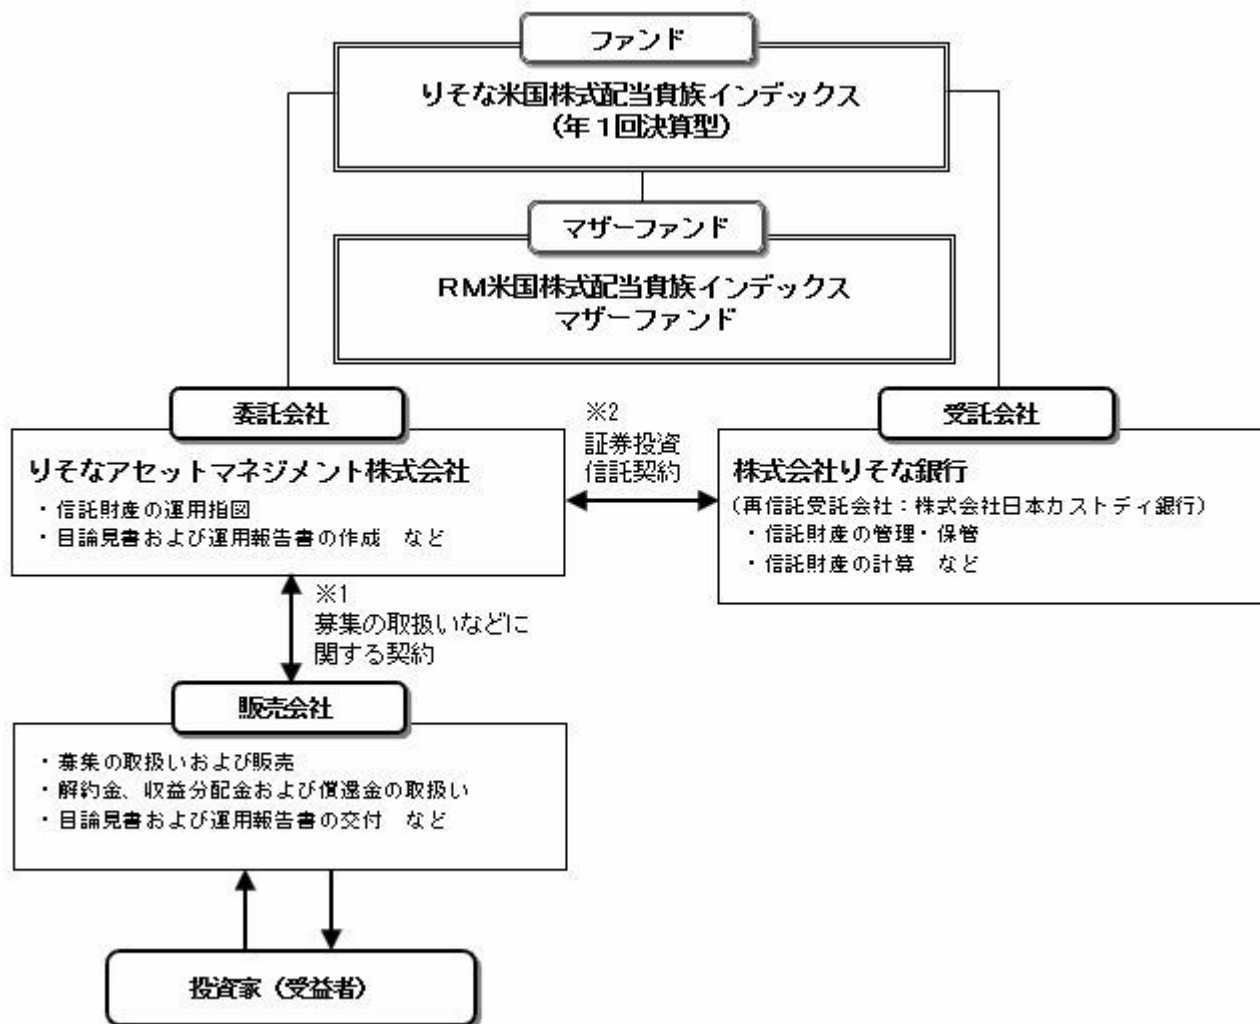 ファンド
りそな米国株式配当貴族インデックス
（年１回決算型）
マザーファンド
ＲＭ米国株式配当貴族インデックス
マザーファンド
委託会社
りそなアセットマネジメント株式会社
・信託財産の運用指図
・目論見書および運用報告書の作成　など
※2
証券投資
信託契約
受託会社
株式会社りそな銀行
（再信託受託会社：株式会社日本カストディ銀行）
・信託財産の管理・保管
・信託財産の計算　など
※1
募集の取扱いなどに
関する契約
販売会社
・募集の取扱いおよび販売
・解約金、収益分配金および償還金の取扱い
・目論見書および運用報告書の交付　など
投資家（受益者）